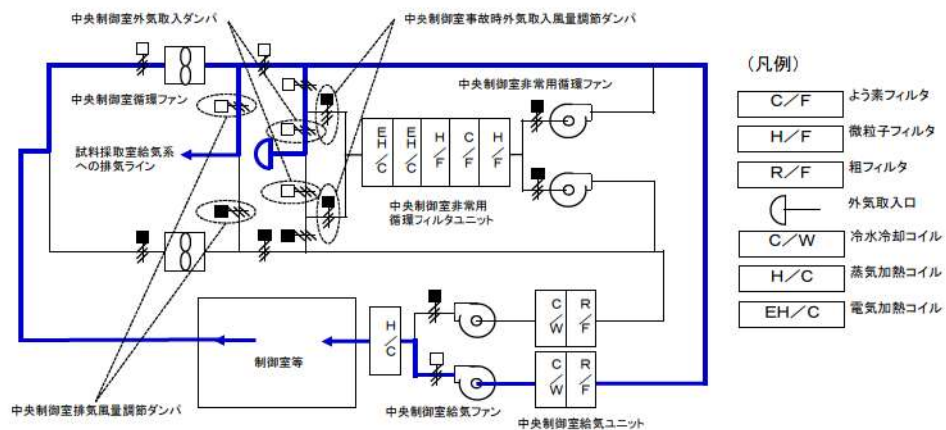 中央制御室外気取入ダンパ
中央制御室事故時外気取入風量調節ダンパ
中央制御室循環ファン
試料採取室給気系
への排気ライン
中央制御室非常用循環ファン
EH/C
EH/C
H/F
C/F
H/F
中央制御室非常用
循環フィルタユニット
制御室等
H/C
C/W
R/F
C/W
R/F
中央制御室排気風量調節ダンパ
中央制御室給気ファン
中央制御室給気ユニット
(凡例)
C/F
よう素フィルタ
H/F
微粒子フィルタ
R/F
粗フィルタ
外気取入口
C/W
冷水冷却コイル
H/C
蒸気加熱コイル
EH/C
電気加熱コイル